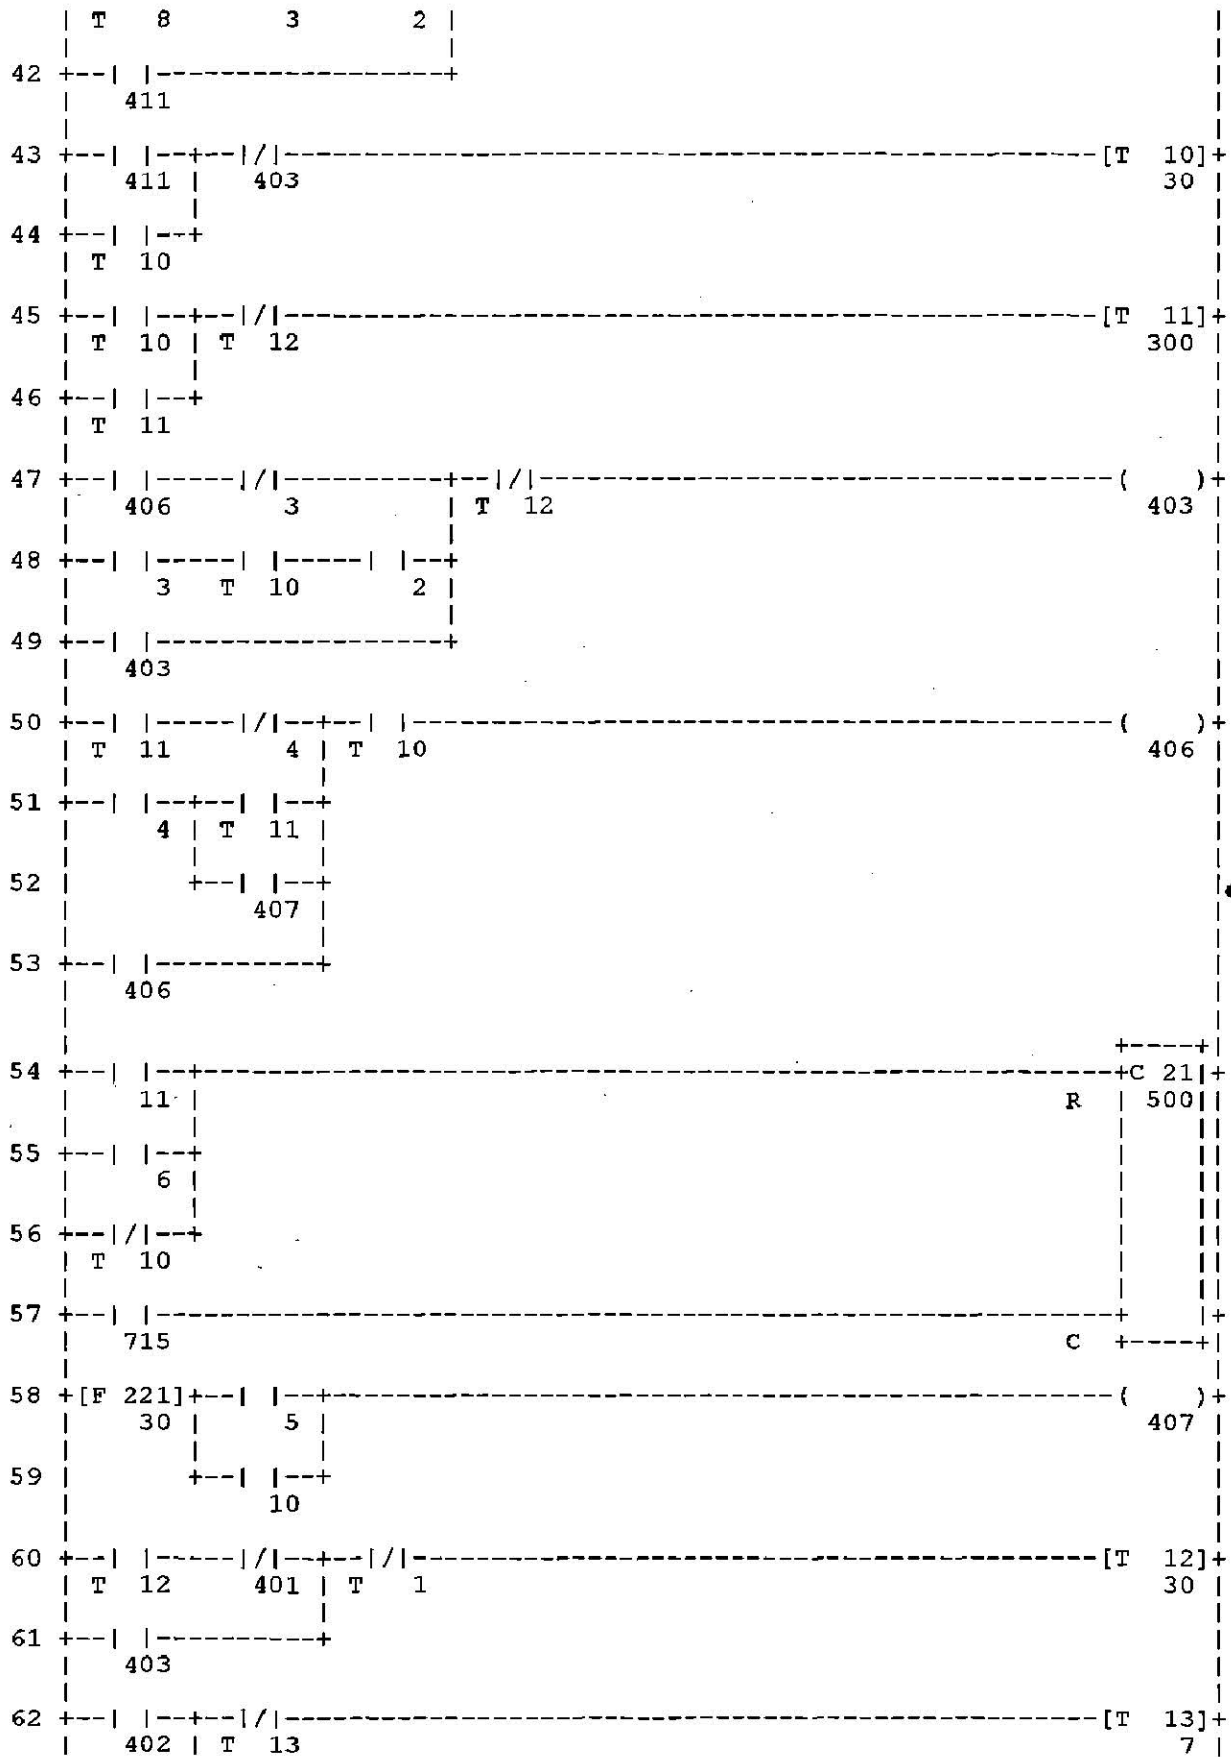 | T 8 3 2 |
42 +--| |------------------+
411
43 +--| |--+--|/|--------------------------------------------------[T 10]+
411 | 403 30
44 +--| |--+
T 10
45 +--| |--+--|/|--------------------------------------------------[T 11]+
T 10 | T 12 300
46 +--| |--+
T 11
47 +--| |-----|/|----------+--|/|----------------------------------( )+
406 3 | T 12 403
48 +--| |-----| |-----| |--+
3 T 10 2 |
49 +--| |------------------+
403
50 +--| |-----|/|--+--| |------------------------------------------( )+
T 11 4 | T 10 406
51 +--| |--+--| |--+
4 | T 11 |
52 +--| |--+
407 |
53 +--| |----------+
406
+----+
54 +--| |--+-------------------------------------------------------+C 21|+
11 | R | 500|
55 +--| |--+
6 |
56 +--|/|--+
T 10
57 +--| |----------------------------------------------------------+ |+
715 C +----+
58 +[F 221]+--| |--+-----------------------------------------------( )+
30 | 5 | 407
59 +--| |--+
10
60 +--| |-----|/|--+--|/|------------------------------------------[T 12]+
T 12 401 | T 1 30
61 +--| |----------+
403
62 +--| |--+--|/|--------------------------------------------------[T 13]+
402 | T 13 7